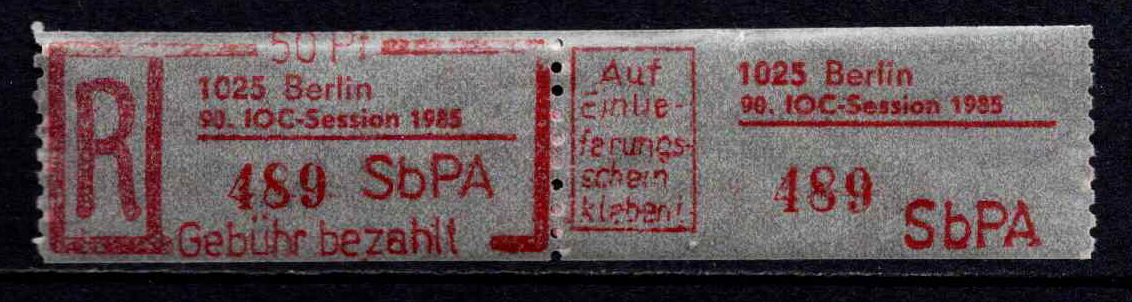 50 Pf
R
1025 Berlin
90. IOC-Session 1985
489 SbPA
Gebühr bezahlt
Auf
Einlie-
ferungs-
schein
kleben!
1025 Berlin
90. IOC-Session 1985
489
SbPA